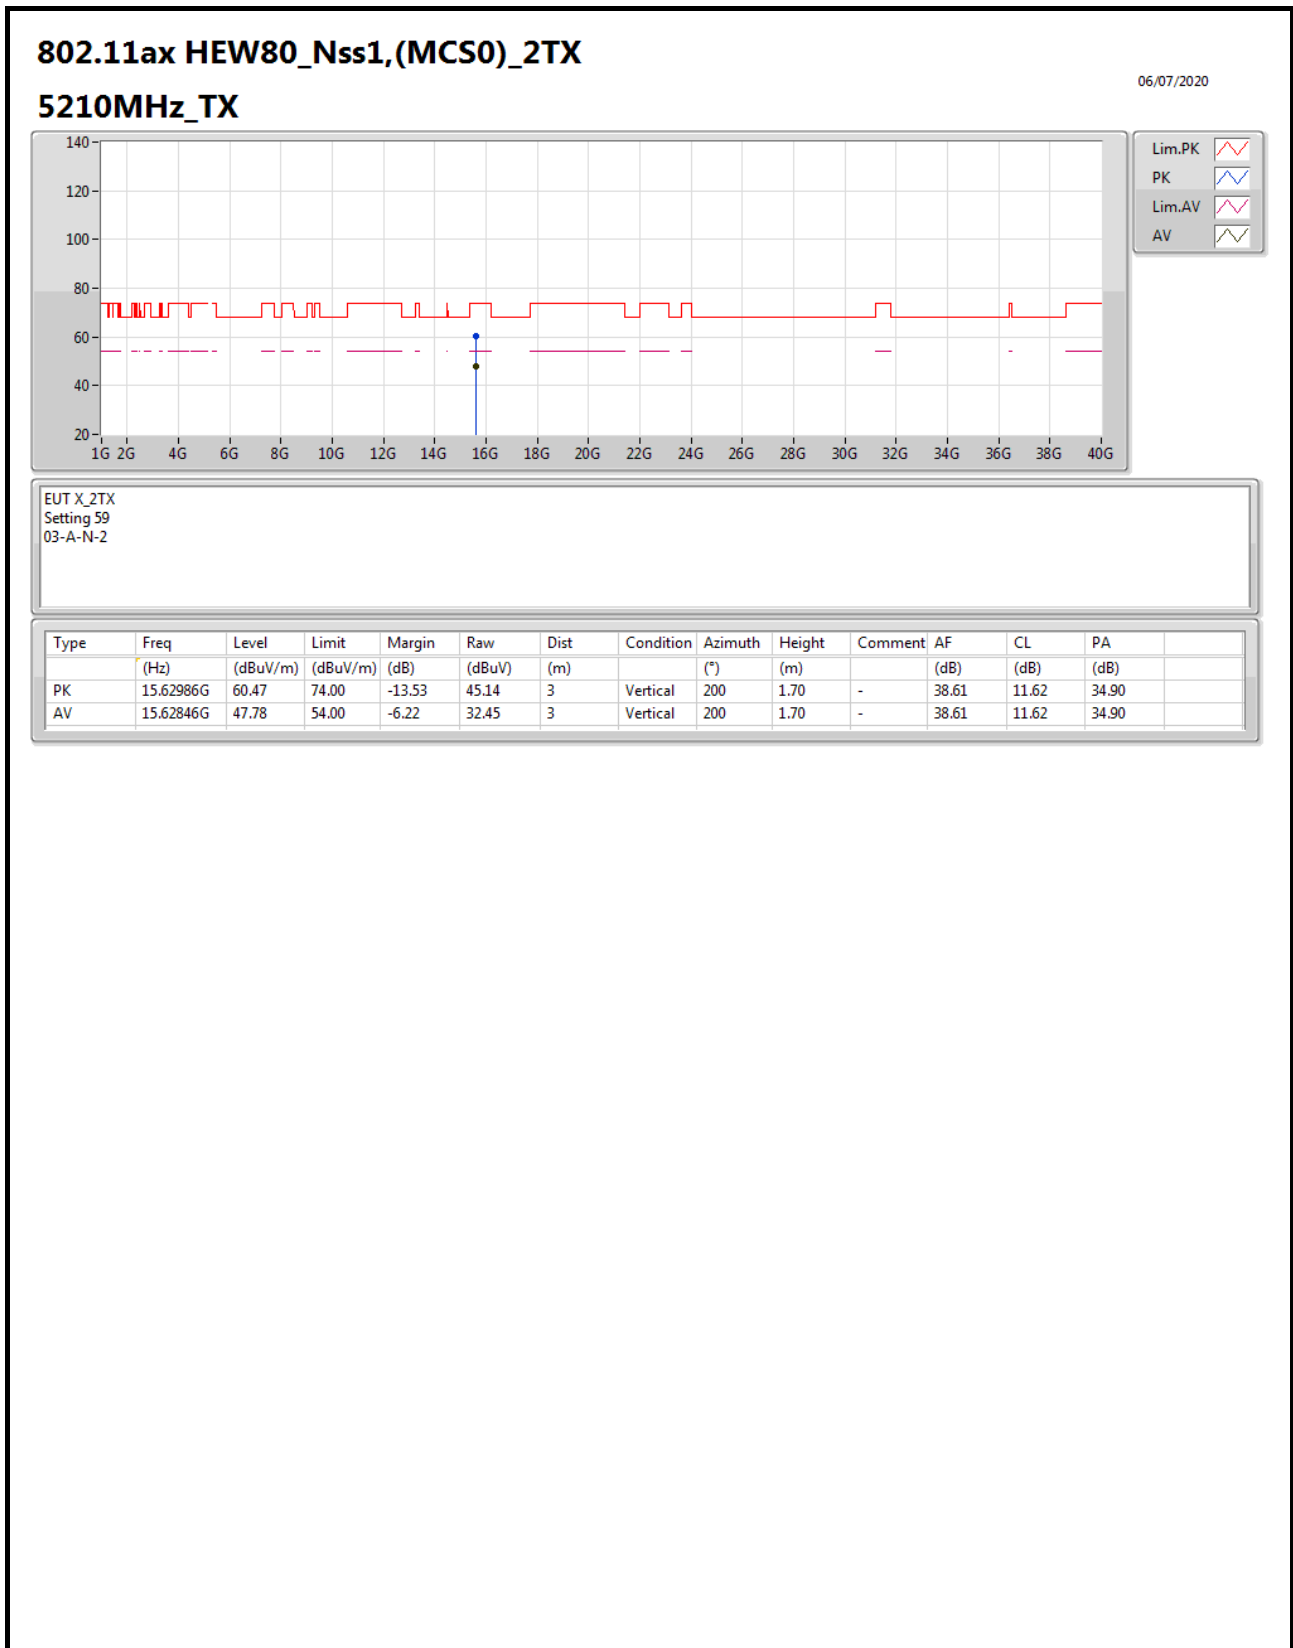 802.11ax HEW80_Nss1,(MCS0)_2TX
06/07/2020
5210MHz_TX
140
120
100
80
60
40
20
1G 2G 4G 6G 8G 10G 12G 14G 16G 18G 20G 22G 24G 26G 28G 30G 32G 34G 36G 38G 40G
Lim.PK
PK
Lim.AV
AV
EUT X_2TX
Setting 59
03-A-N-2
Type Freq Level Limit Margin Raw Dist Condition Azimuth Height Comment AF CL PA
(Hz) (dBuV/m) (dBuV/m) (dB) (dBuV) (m) (°) (m) (dB) (dB) (dB)
PK 15.62986G 60.47 74.00 -13.53 45.14 3 Vertical 200 1.70 - 38.61 11.62 34.90
AV 15.62846G 47.78 54.00 -6.22 32.45 3 Vertical 200 1.70 - 38.61 11.62 34.90